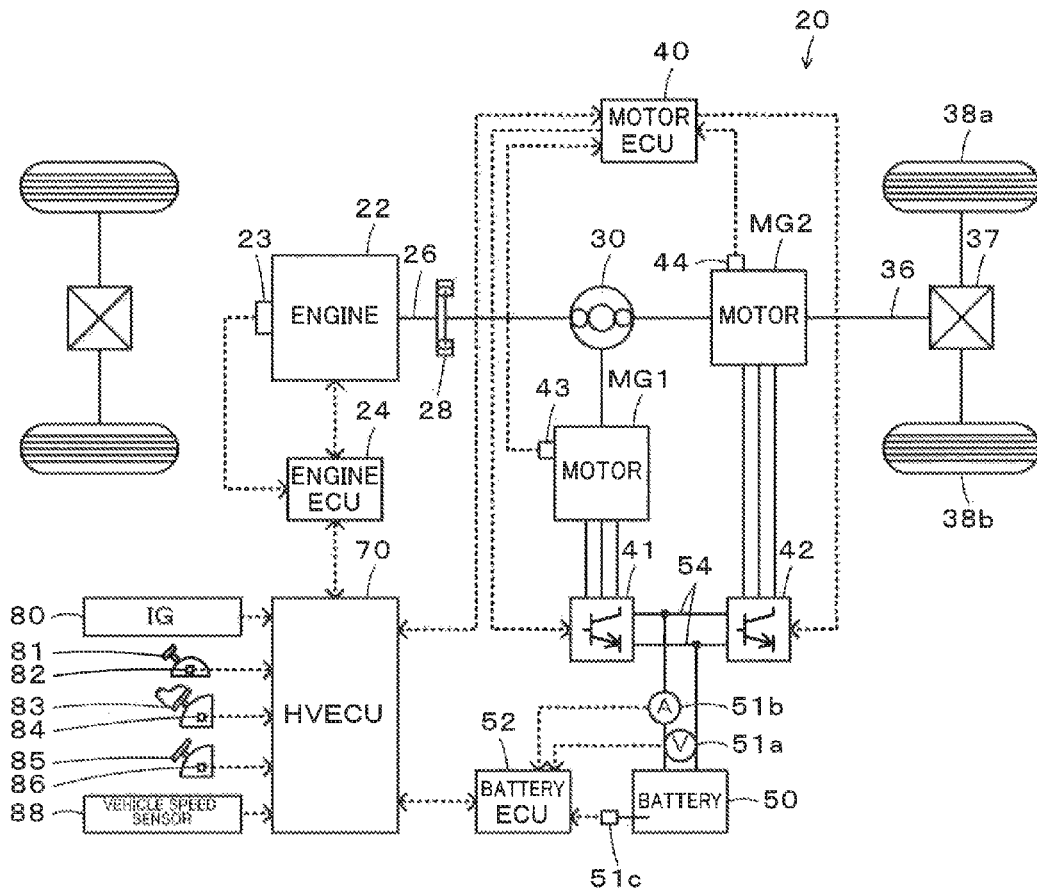 20
40
MOTOR
ECU
38a
22
23
26
30
MG2
44
37
36
ENGINE
MOTOR
28
MG1
43
24
ENGINE
ECU
MOTOR
38b
70
41
54
42
80
IG
81
82
83
84
HVECU
A
51b
85
86
52
V
51a
88
VEHICLE SPEED
SENSOR
BATTERY
ECU
BATTERY
50
51c